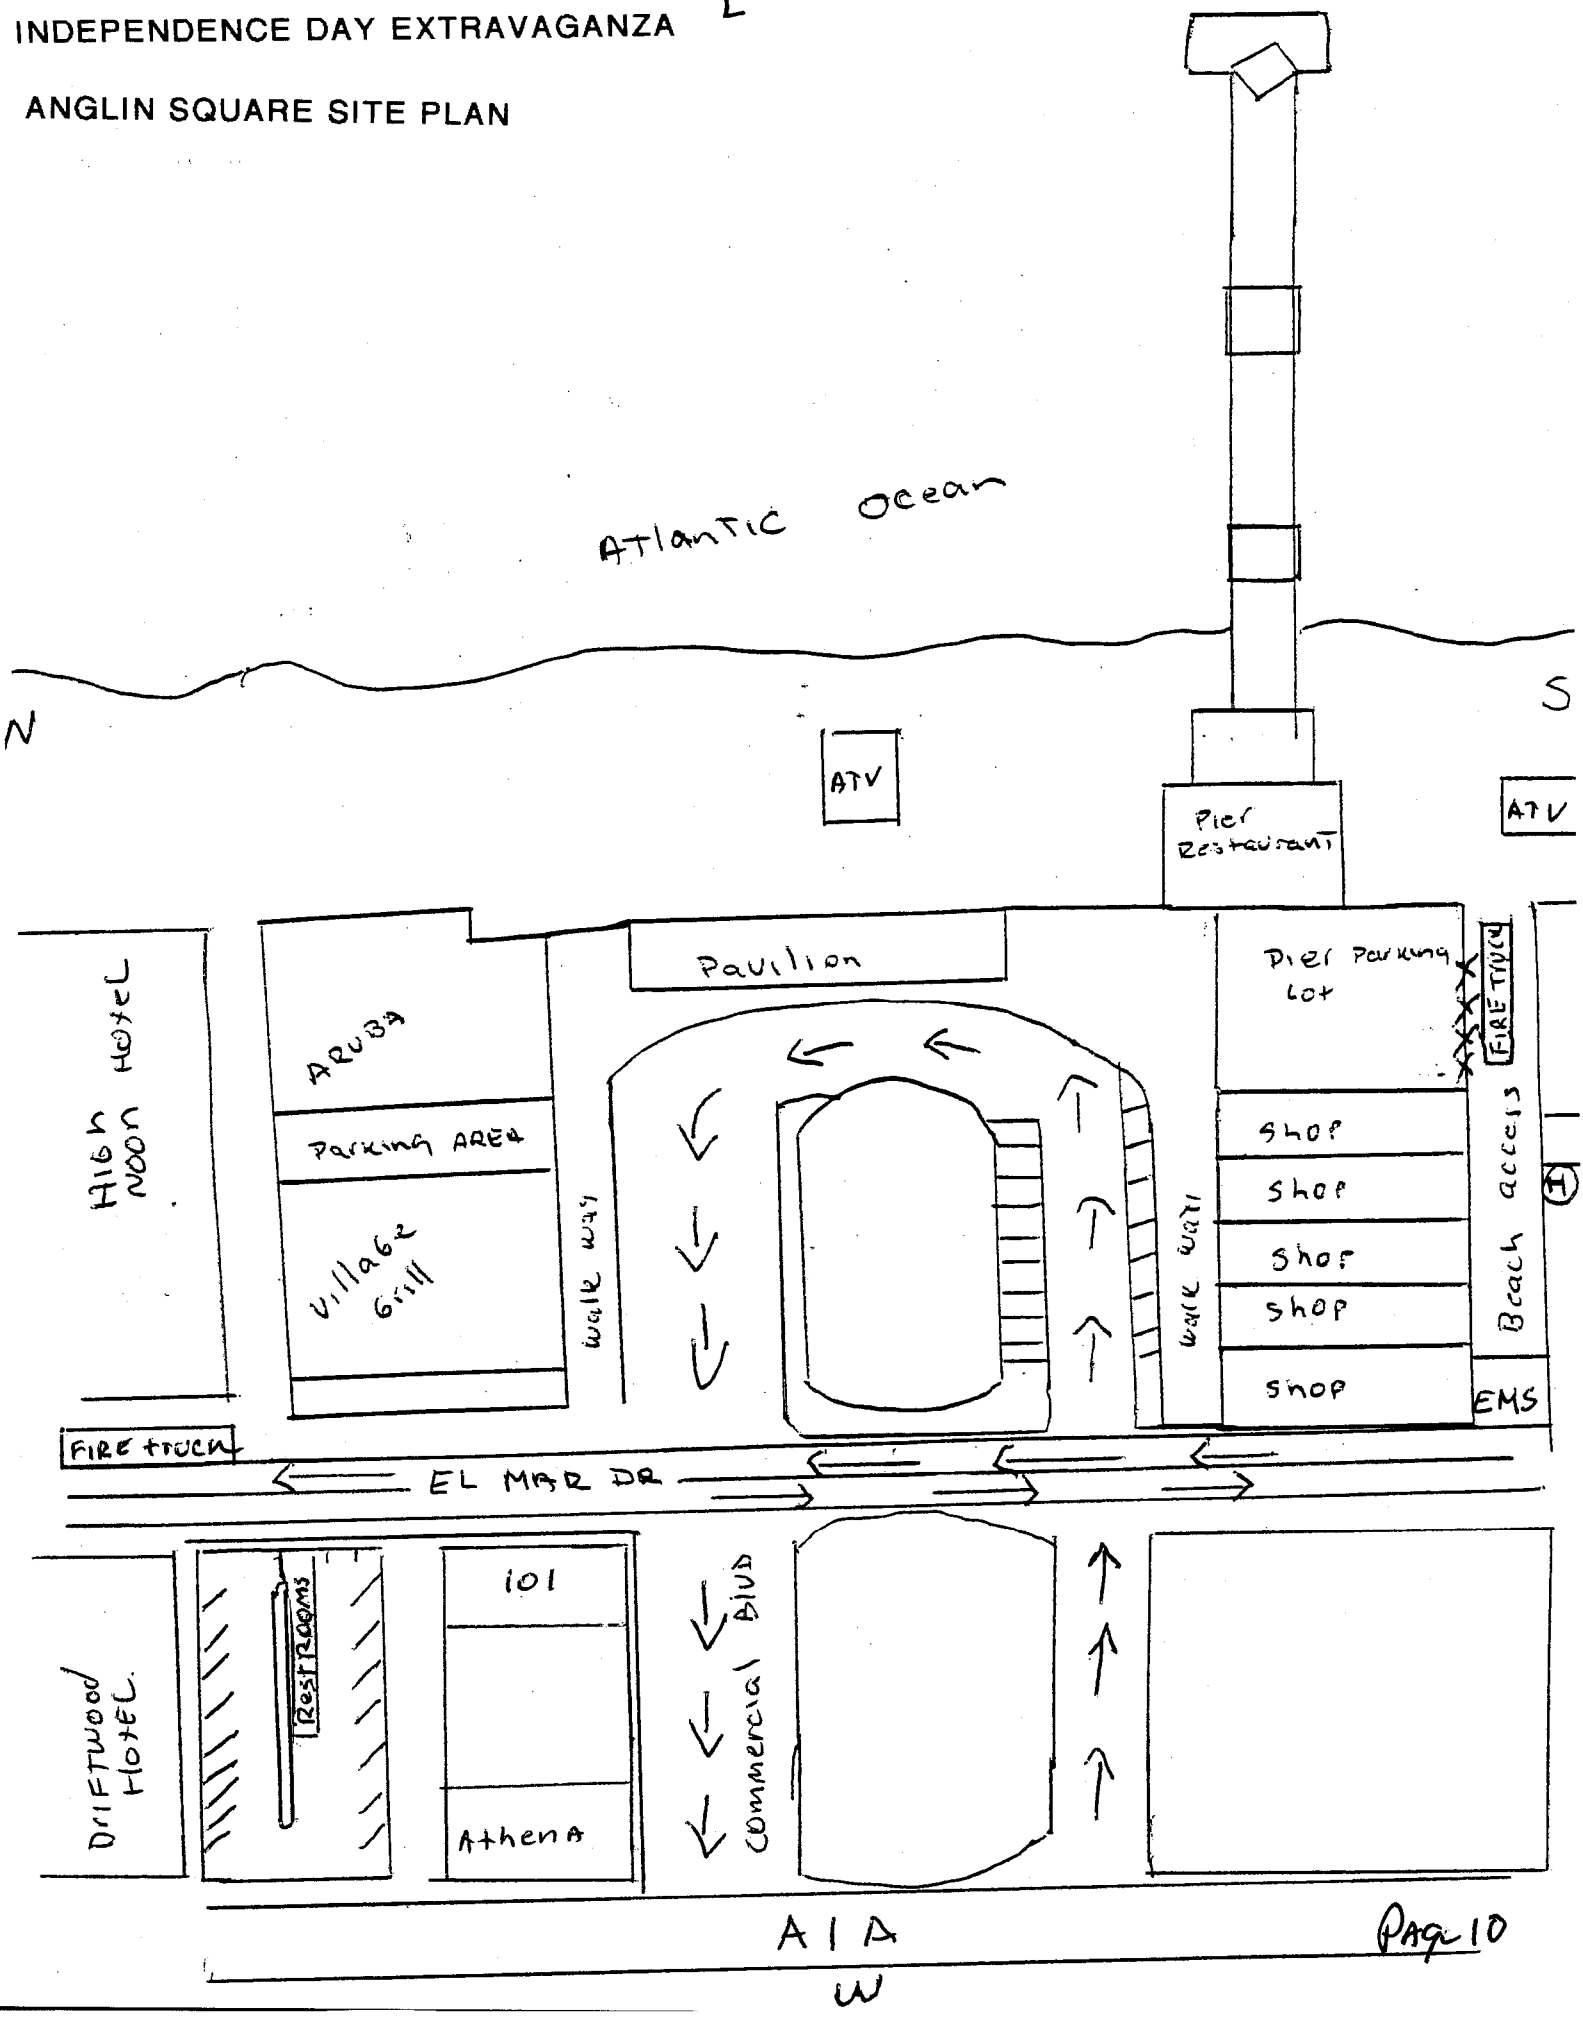 INDEPENDENCE DAY EXTRAVAGANZA
ANGLIN SQUARE SITE PLAN
Atlantic Ocean
N
S
ATV
ATV
Pier
Restaurant
Pavilion
Pier Parking
Lot
FIRE TRUCK
HIGH
NOON HOTEL
ARUBA
Parking AREA
Village
Grill
walk way
walk way
shop
shop
shop
shop
shop
Beach access
H
EMS
FIRE truck
EL MAR DR
101
RestROOMS
DRIFTWOOD
HOTEL
Commercial Blvd
AthenA
A1A
Page 10
W